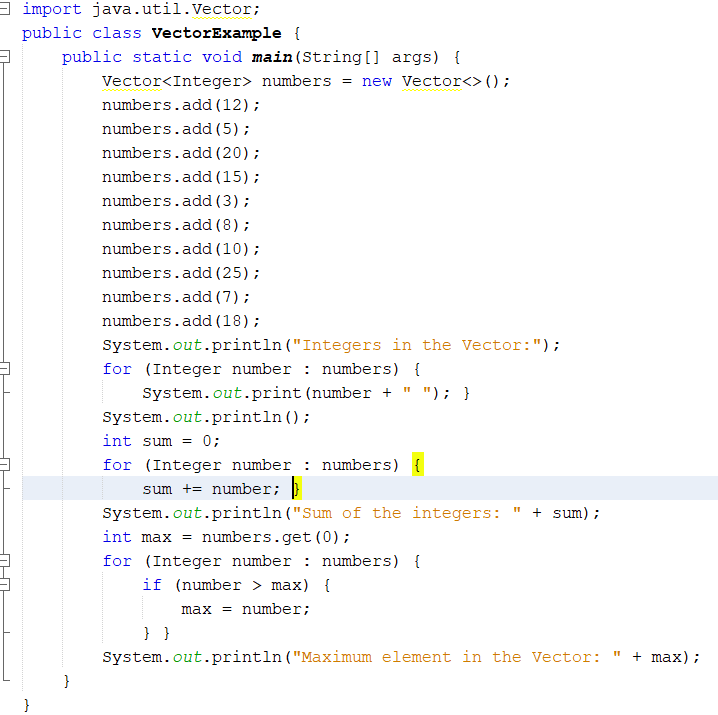 import java.util.Vector;
public class VectorExample {
    public static void main(String[] args) {
        Vector<Integer> numbers = new Vector<>();
        numbers.add(12);
        numbers.add(5);
        numbers.add(20);
        numbers.add(15);
        numbers.add(3);
        numbers.add(8);
        numbers.add(10);
        numbers.add(25);
        numbers.add(7);
        numbers.add(18);
        System.out.println("Integers in the Vector:");
        for (Integer number : numbers) {
            System.out.print(number + " "); }
        System.out.println();
        int sum = 0;
        for (Integer number : numbers) {
            sum += number; }
        System.out.println("Sum of the integers: " + sum);
        int max = numbers.get(0);
        for (Integer number : numbers) {
            if (number > max) {
                max = number;
            } }
        System.out.println("Maximum element in the Vector: " + max);
    }
}